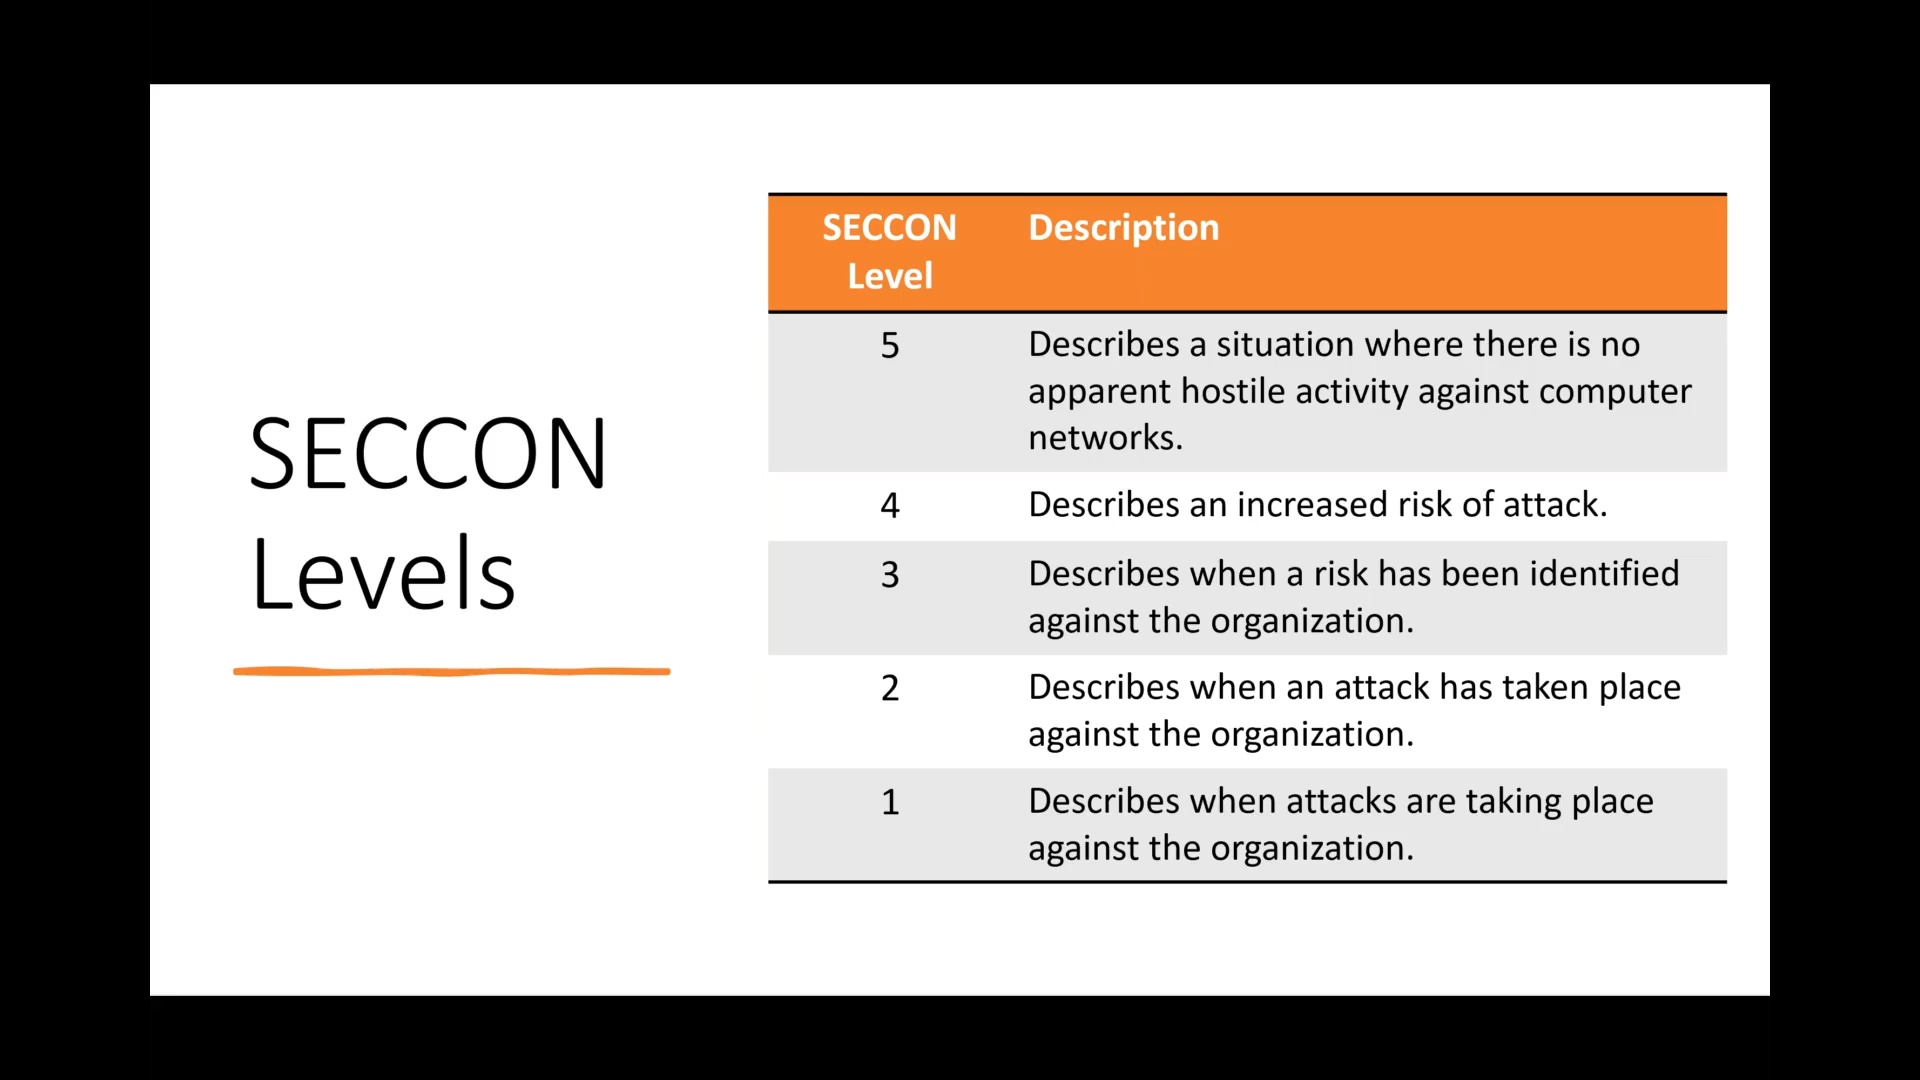 SECCON
Levels
SECCON
Level
Description
5
Describes a situation where there is no
apparent hostile activity against computer
networks.
4
Describes an increased risk of attack.
3
Describes when a risk has been identified
against the organization.
2
Describes when an attack has taken place
against the organization.
1
Describes when attacks are taking place
against the organization.